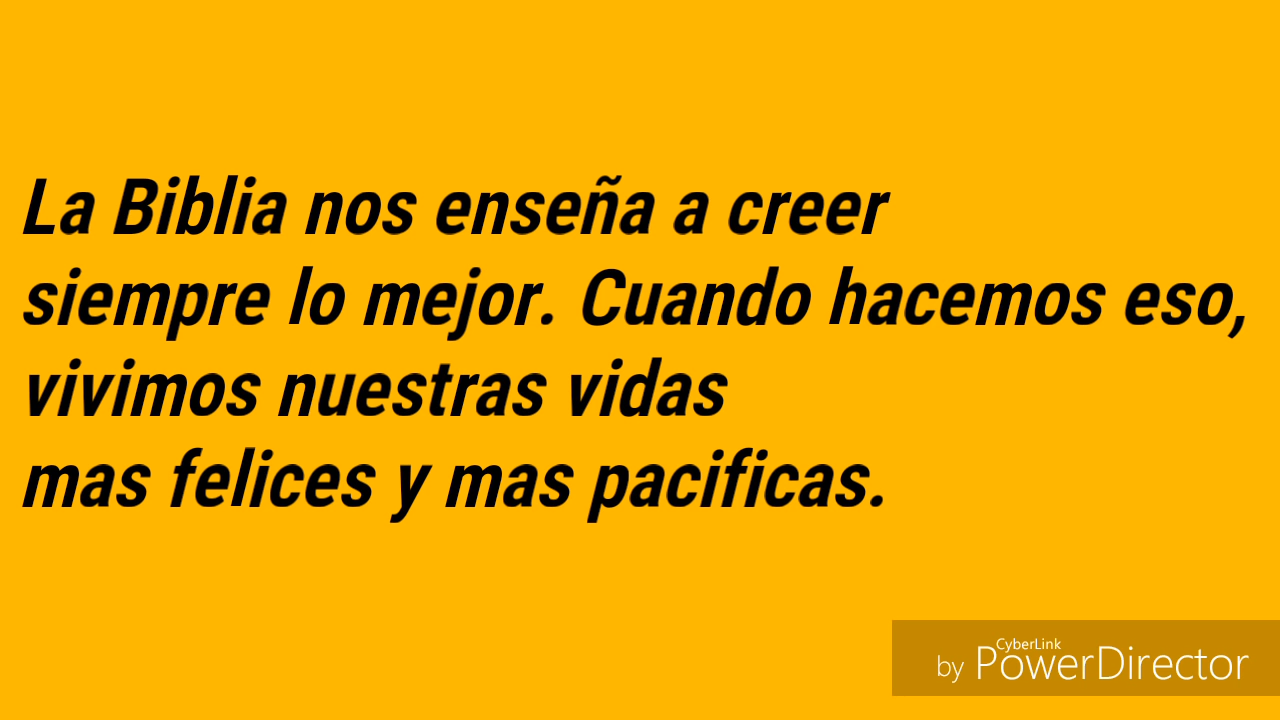 La Biblia nos enseña a creer
siempre lo mejor. Cuando hacemos eso,
vivimos nuestras vidas
mas felices y mas pacificas.
CyberLink
by PowerDirector